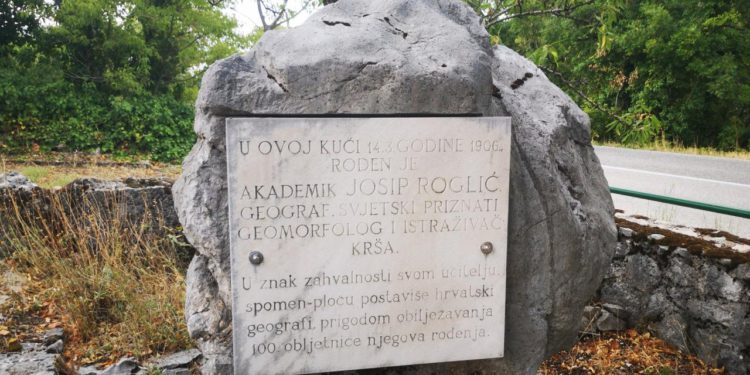 U OVOJ KUĆI 14.3. GODINE 1906.
ROĐEN JE
AKADEMIK JOSIP ROGLIĆ,
GEOGRAF, SVJETSKI PRIZNATI
GEOMORFOLOG I ISTRAŽIVAČ
KRŠA.
U znak zahvalnosti svom učitelju
spomen-ploču postaviše hrvatski
geografi, prigodom obilježavanja
100. obljetnice njegova rođenja.